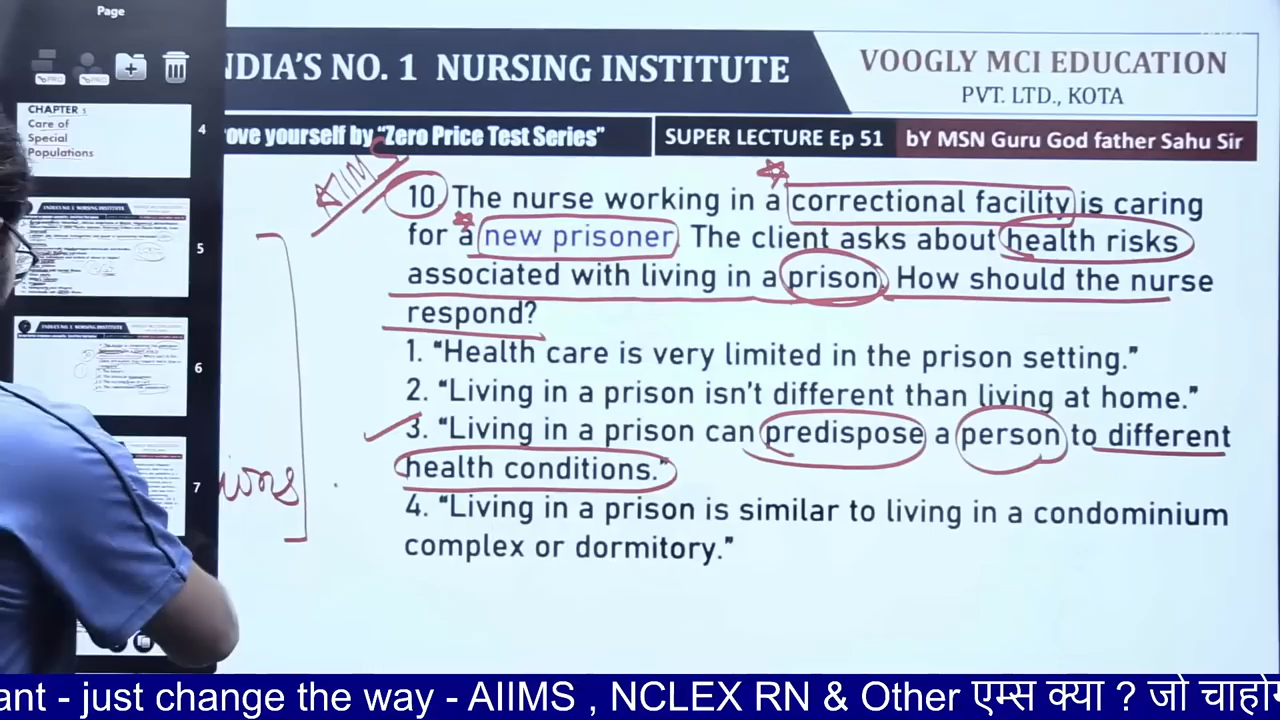 Page
PRO PRO
CHAPTER 3
Care of
Special
Populations
4
5
6
7
NDIA'S NO. 1 NURSING INSTITUTE
VOOGLY MCI EDUCATION
PVT. LTD., KOTA
ove yourself by "Zero Price Test Series"
SUPER LECTURE Ep 51
bY MSN Guru God father Sahu Sir
AIIMS
10. The nurse working in a correctional facility is caring
for a new prisoner. The client asks about health risks
associated with living in a prison. How should the nurse
respond?
1. "Health care is very limited in the prison setting."
2. "Living in a prison isn't different than living at home."
3. "Living in a prison can predispose a person to different
health conditions."
4. "Living in a prison is similar to living in a condominium
complex or dormitory."
ions
ant - just change the way - AIIMS , NCLEX RN & Other एम्स क्या ? जो चाहो